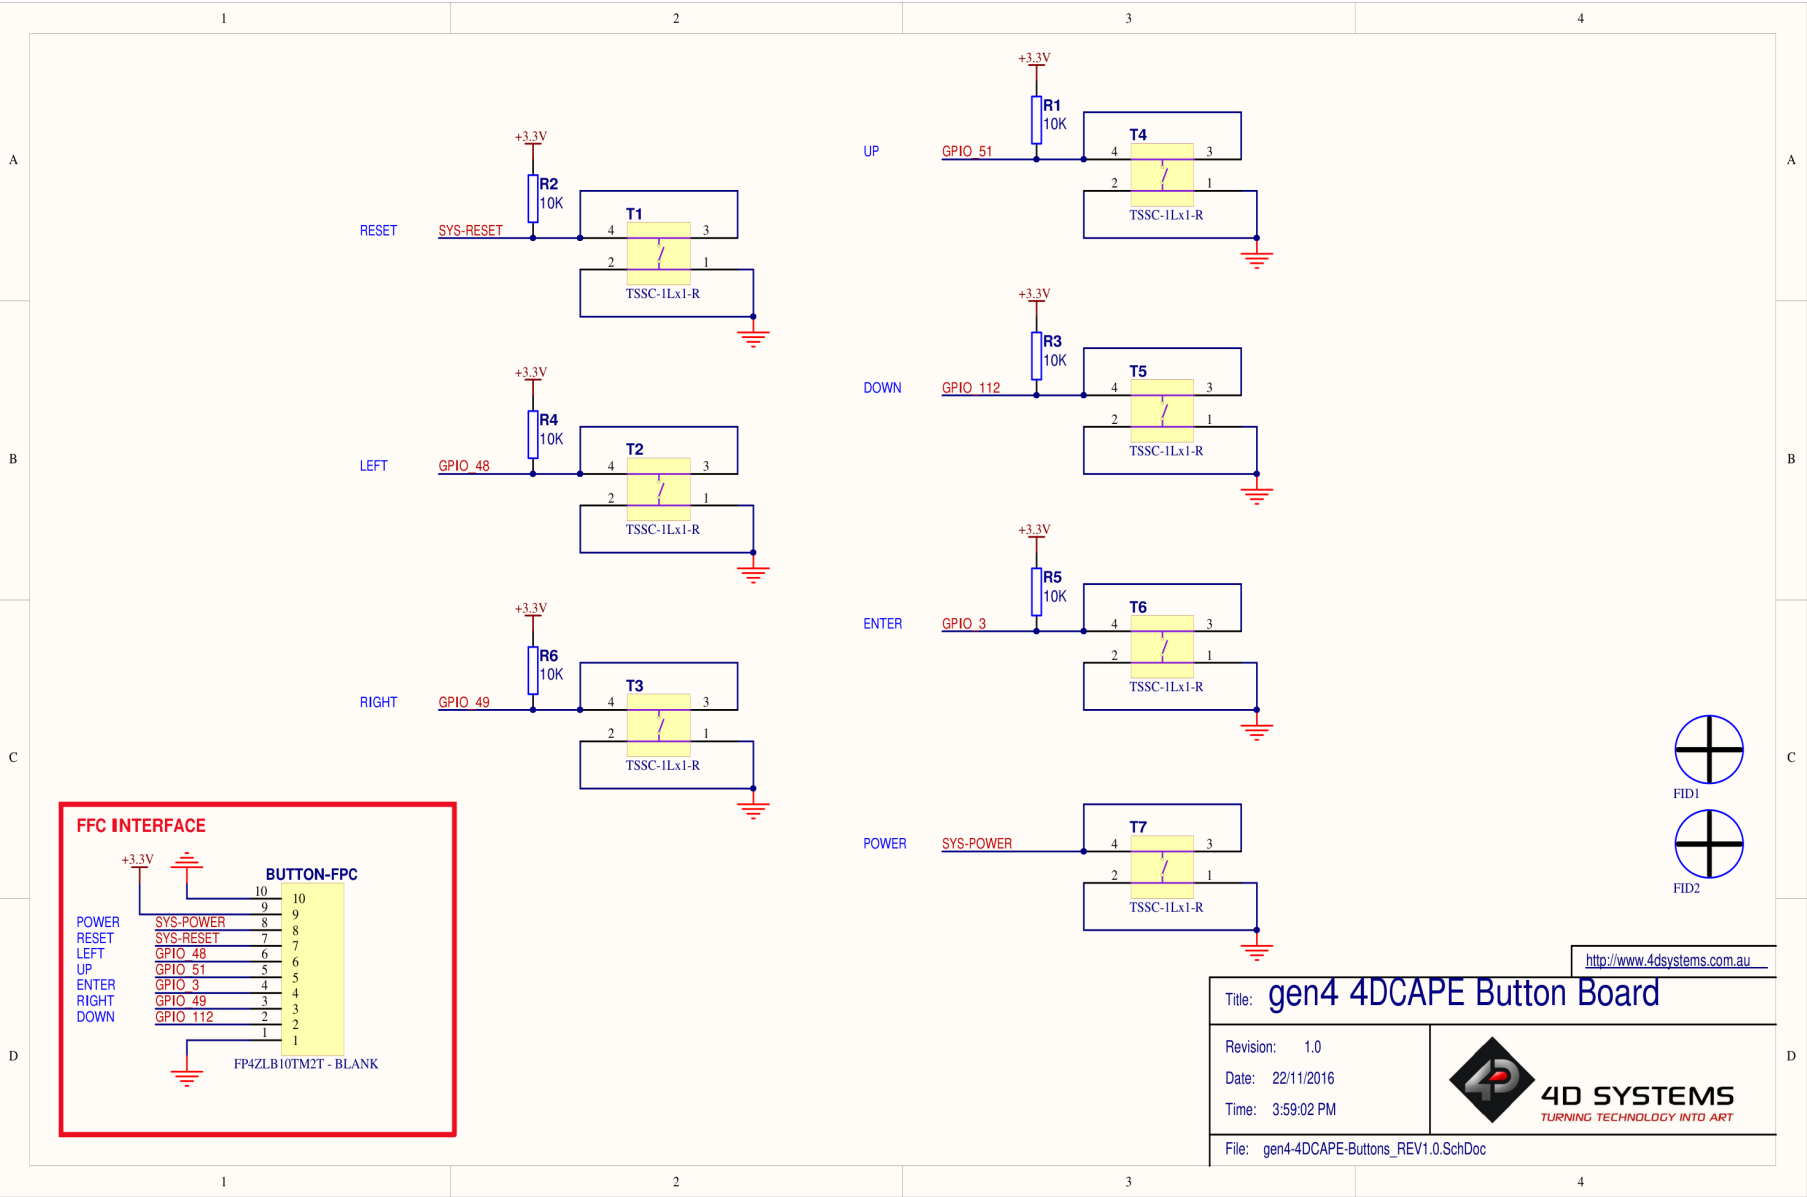 1 2 3 4
A A
B B
C C
D D
+3.3V
R2
10K
T1
RESET SYS-RESET 4 3
2 1
TSSC-1Lx1-R
+3.3V
R4
10K
T2
LEFT GPIO_48 4 3
2 1
TSSC-1Lx1-R
+3.3V
R6
10K
T3
RIGHT GPIO_49 4 3
2 1
TSSC-1Lx1-R
+3.3V
R1
10K
T4
UP GPIO_51 4 3
2 1
TSSC-1Lx1-R
+3.3V
R3
10K
T5
DOWN GPIO_112 4 3
2 1
TSSC-1Lx1-R
+3.3V
R5
10K
T6
ENTER GPIO_3 4 3
2 1
TSSC-1Lx1-R
T7
POWER SYS-POWER 4 3
2 1
TSSC-1Lx1-R
FID1
FID2
FFC INTERFACE
+3.3V
BUTTON-FPC
10 10
9 9
POWER SYS-POWER 8 8
RESET SYS-RESET 7 7
LEFT GPIO_48 6 6
UP GPIO_51 5 5
ENTER GPIO_3 4 4
RIGHT GPIO_49 3 3
DOWN GPIO_112 2 2
1 1
FP4ZLB10TM2T - BLANK
http://www.4dsystems.com.au
Title: gen4 4DCAPE Button Board
Revision: 1.0
Date: 22/11/2016
Time: 3:59:02 PM
4D
4D SYSTEMS
TURNING TECHNOLOGY INTO ART
File: gen4-4DCAPE-Buttons_REV1.0.SchDoc
1 2 3 4